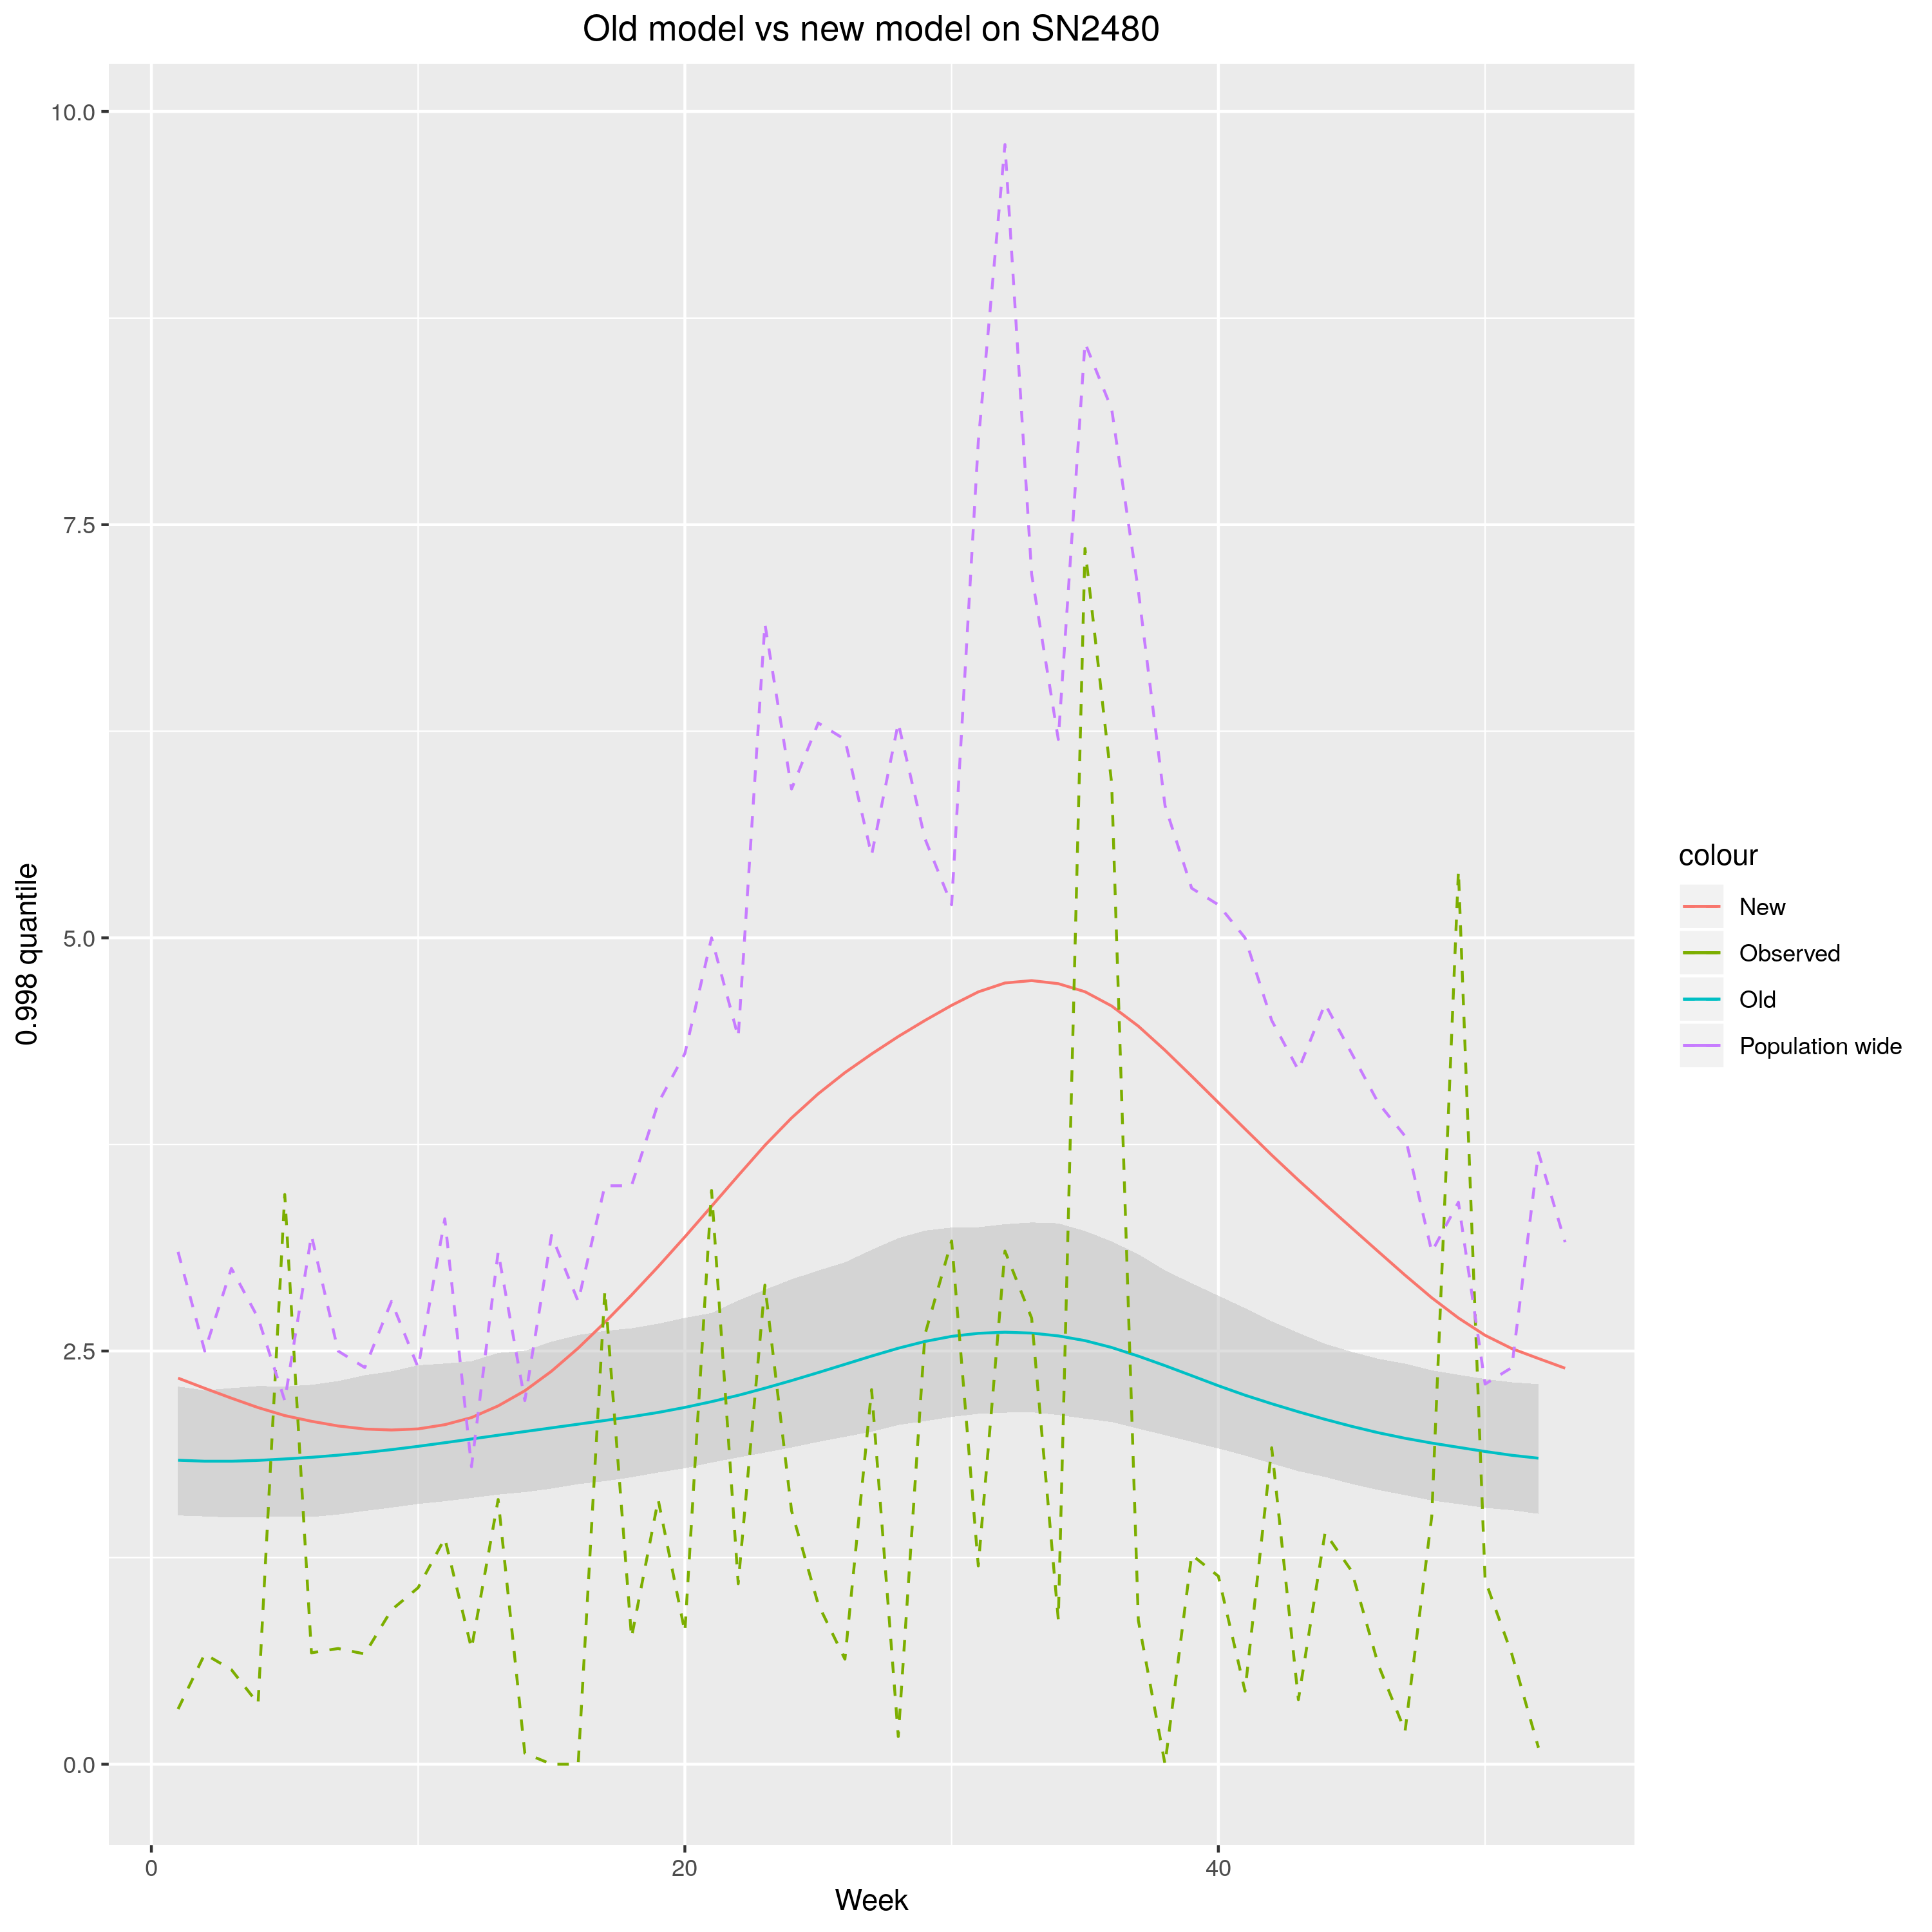 Old model vs new model on SN2480
10.0
7.5
5.0
2.5
0.0
0.998 quantile
0
20
40
Week
colour
New
Observed
Old
Population wide